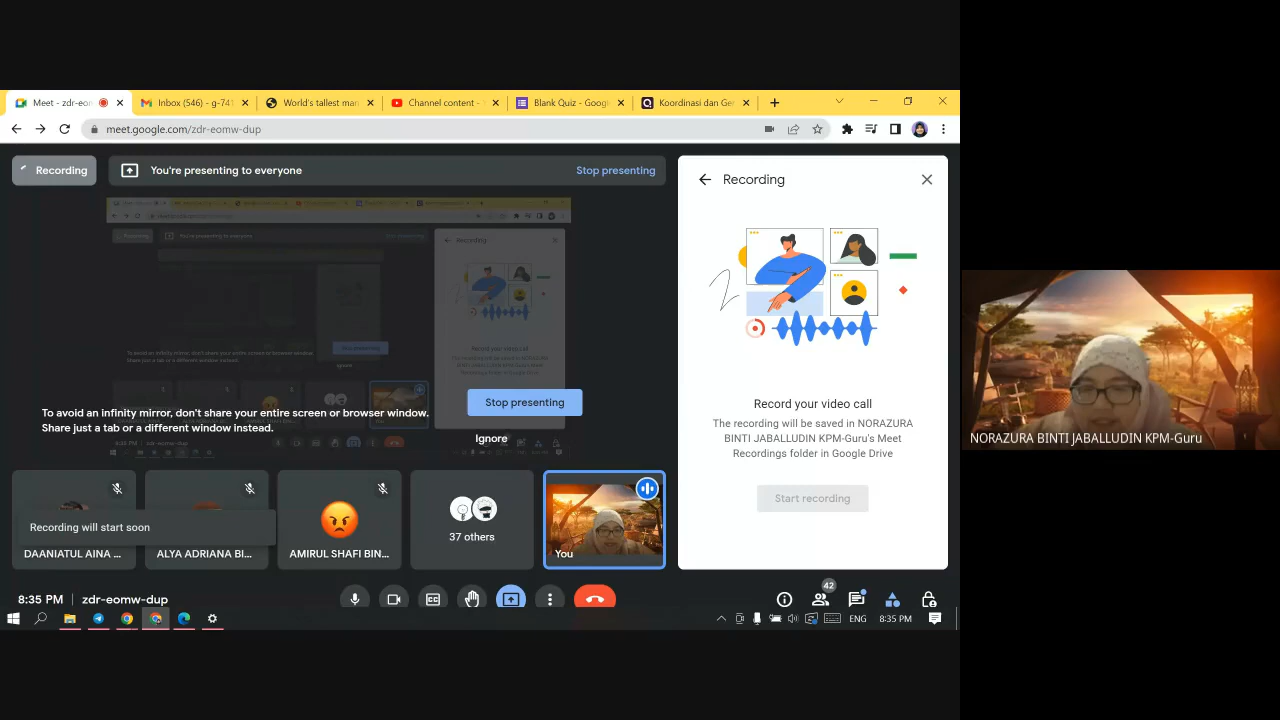 Meet - zdr-eom
Inbox (546) - g-741
World's tallest man
Channel content - Y
Blank Quiz - Googl
Koordinasi dan Ger
meet.google.com/zdr-eomw-dup
Recording
You're presenting to everyone
Stop presenting
To avoid an infinity mirror, don't share your entire screen or browser window.
Share just a tab or a different window instead.
Stop presenting
Ignore
Recording will start soon
DAANIATUL AINA ...
ALYA ADRIANA BI...
AMIRUL SHAFI BIN...
37 others
You
Recording
Record your video call
The recording will be saved in NORAZURA
BINTI JABALLUDIN KPM-Guru's Meet
Recordings folder in Google Drive
Start recording
8:35 PM | zdr-eomw-dup
42
ENG
8:35 PM
NORAZURA BINTI JABALLUDIN KPM-Guru